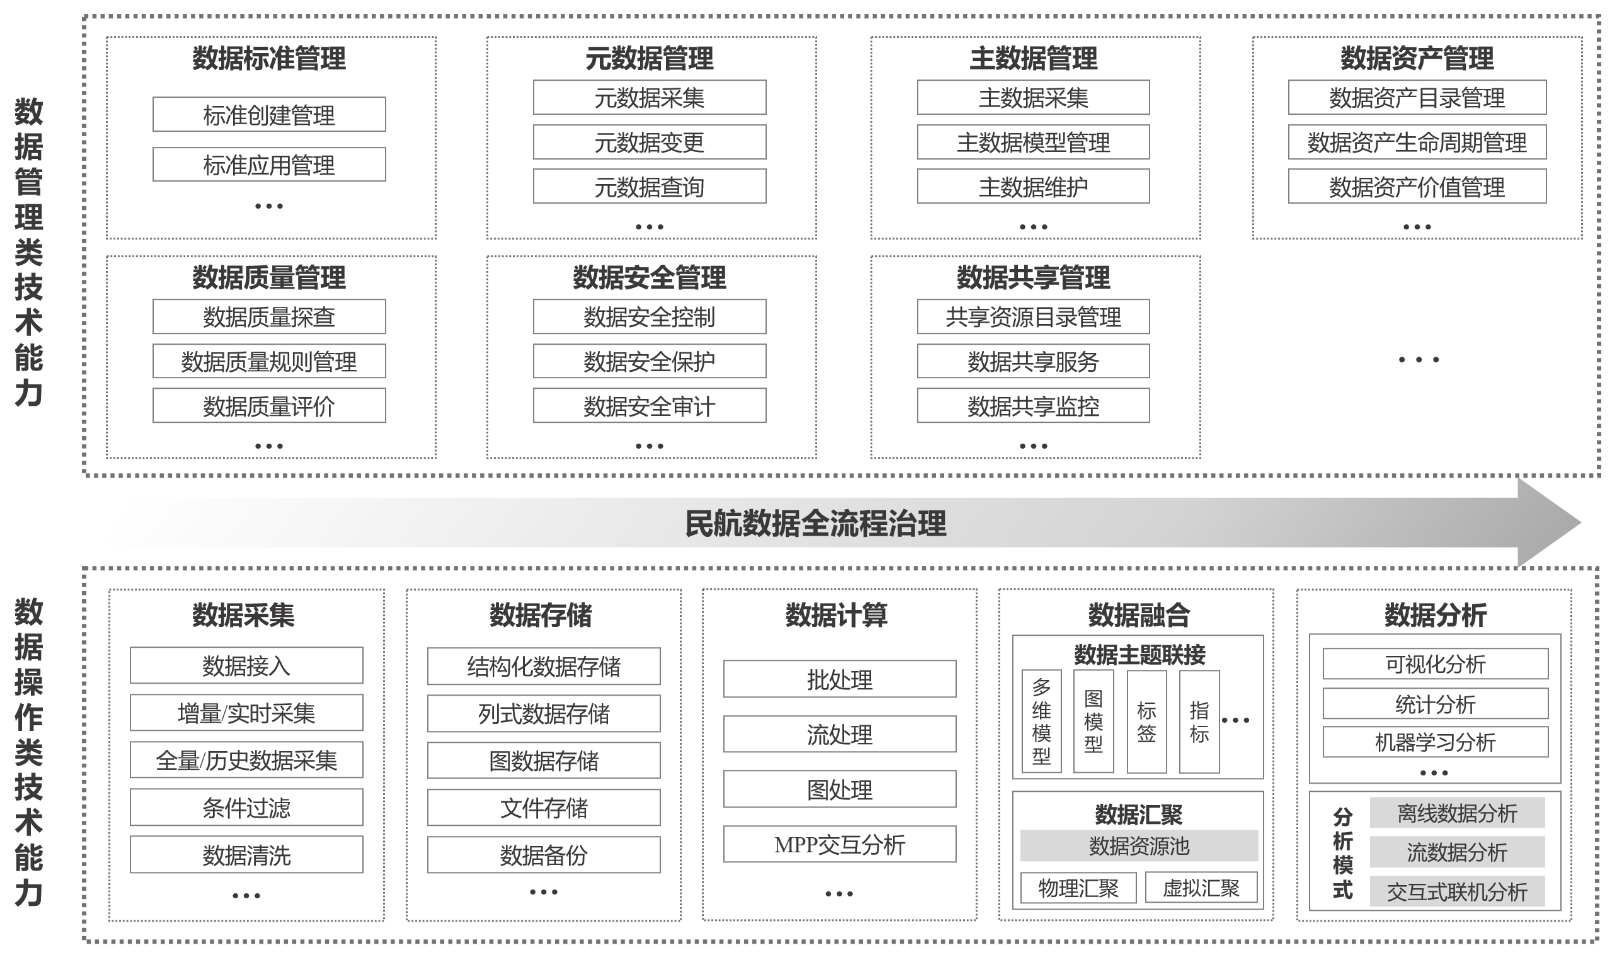 数据管理类技术能力
数据标准管理
标准创建管理
标准应用管理
...
元数据管理
元数据采集
元数据变更
元数据查询
...
主数据管理
主数据采集
主数据模型管理
主数据维护
...
数据资产管理
数据资产目录管理
数据资产生命周期管理
数据资产价值管理
...
数据质量管理
数据质量探查
数据质量规则管理
数据质量评价
...
数据安全管理
数据安全控制
数据安全保护
数据安全审计
...
数据共享管理
共享资源目录管理
数据共享服务
数据共享监控
...
...
民航数据全流程治理
数据操作类技术能力
数据采集
数据接入
增量/实时采集
全量/历史数据采集
条件过滤
数据清洗
...
数据存储
结构化数据存储
列式数据存储
图数据存储
文件存储
数据备份
...
数据计算
批处理
流处理
图处理
MPP交互分析
...
数据融合
数据主题联接
多维模型
图模型
标签
指标
...
数据汇聚
数据资源池
物理汇聚
虚拟汇聚
数据分析
可视化分析
统计分析
机器学习分析
...
分析模式
离线数据分析
流数据分析
交互式联机分析